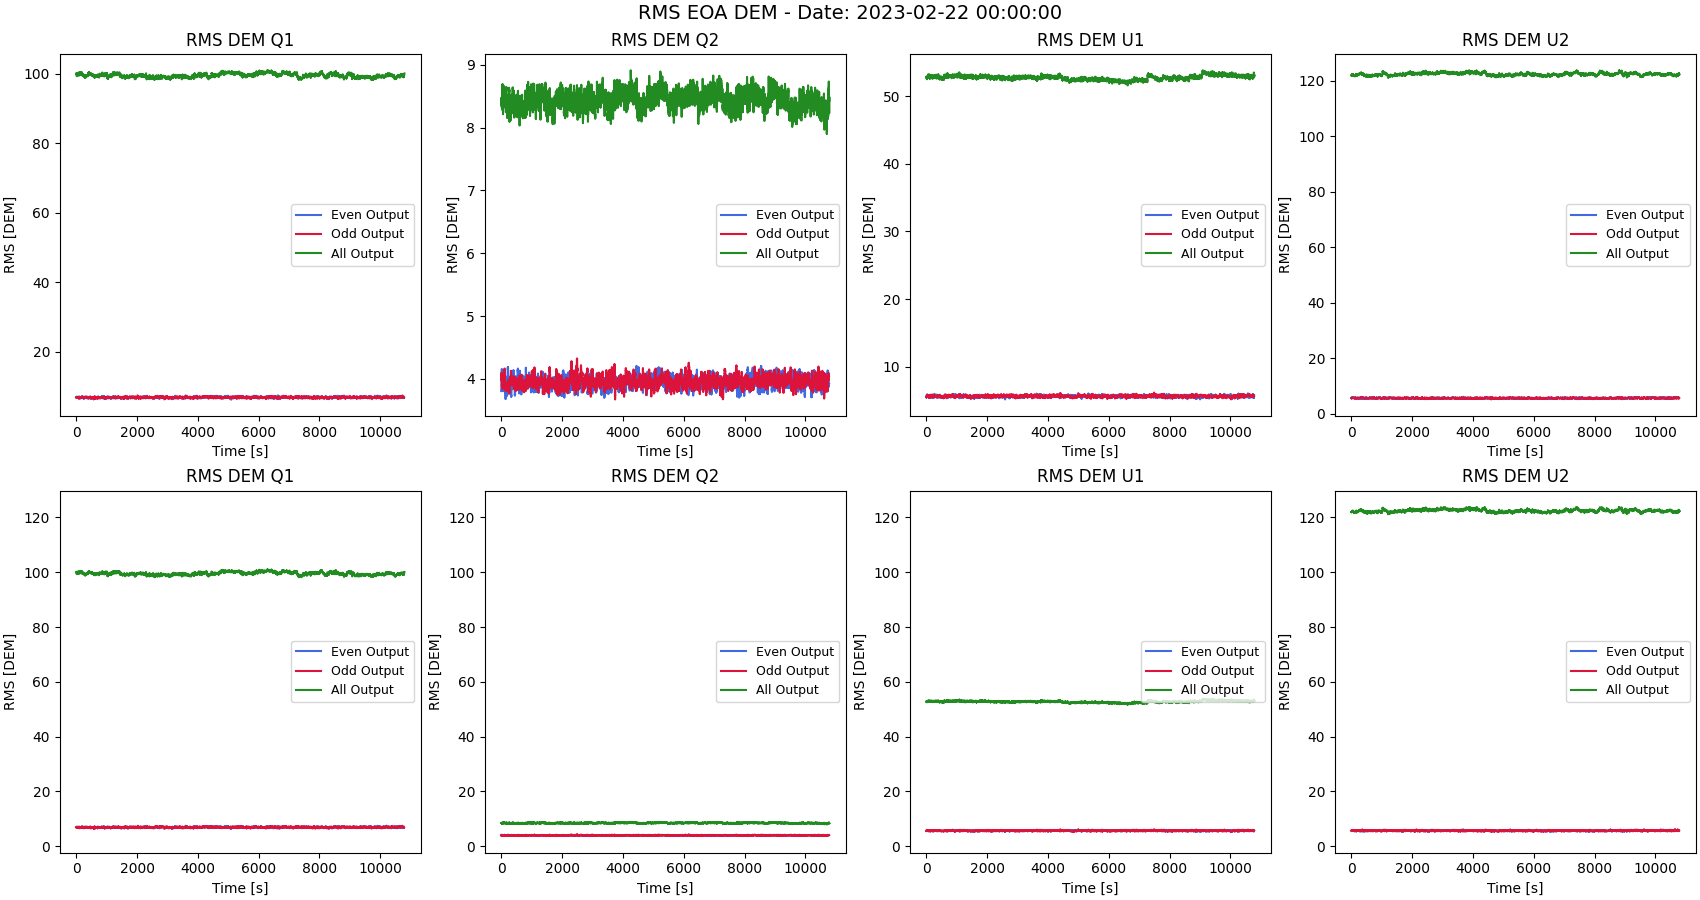 RMS EOA DEM - Date: 2023-02-22 00:00:00
RMS DEM Q1
RMS [DEM]
100
80
60
40
20
0 2000 4000 6000 8000 10000
Time [s]
Even Output
Odd Output
All Output
RMS DEM Q2
RMS [DEM]
9
8
7
6
5
4
0 2000 4000 6000 8000 10000
Time [s]
Even Output
Odd Output
All Output
RMS DEM U1
RMS [DEM]
50
40
30
20
10
0 2000 4000 6000 8000 10000
Time [s]
Even Output
Odd Output
All Output
RMS DEM U2
RMS [DEM]
120
100
80
60
40
20
0
0 2000 4000 6000 8000 10000
Time [s]
Even Output
Odd Output
All Output
RMS DEM Q1
RMS [DEM]
120
100
80
60
40
20
0
0 2000 4000 6000 8000 10000
Time [s]
Even Output
Odd Output
All Output
RMS DEM Q2
RMS [DEM]
120
100
80
60
40
20
0
0 2000 4000 6000 8000 10000
Time [s]
Even Output
Odd Output
All Output
RMS DEM U1
RMS [DEM]
120
100
80
60
40
20
0
0 2000 4000 6000 8000 10000
Time [s]
Even Output
Odd Output
All Output
RMS DEM U2
RMS [DEM]
120
100
80
60
40
20
0
0 2000 4000 6000 8000 10000
Time [s]
Even Output
Odd Output
All Output